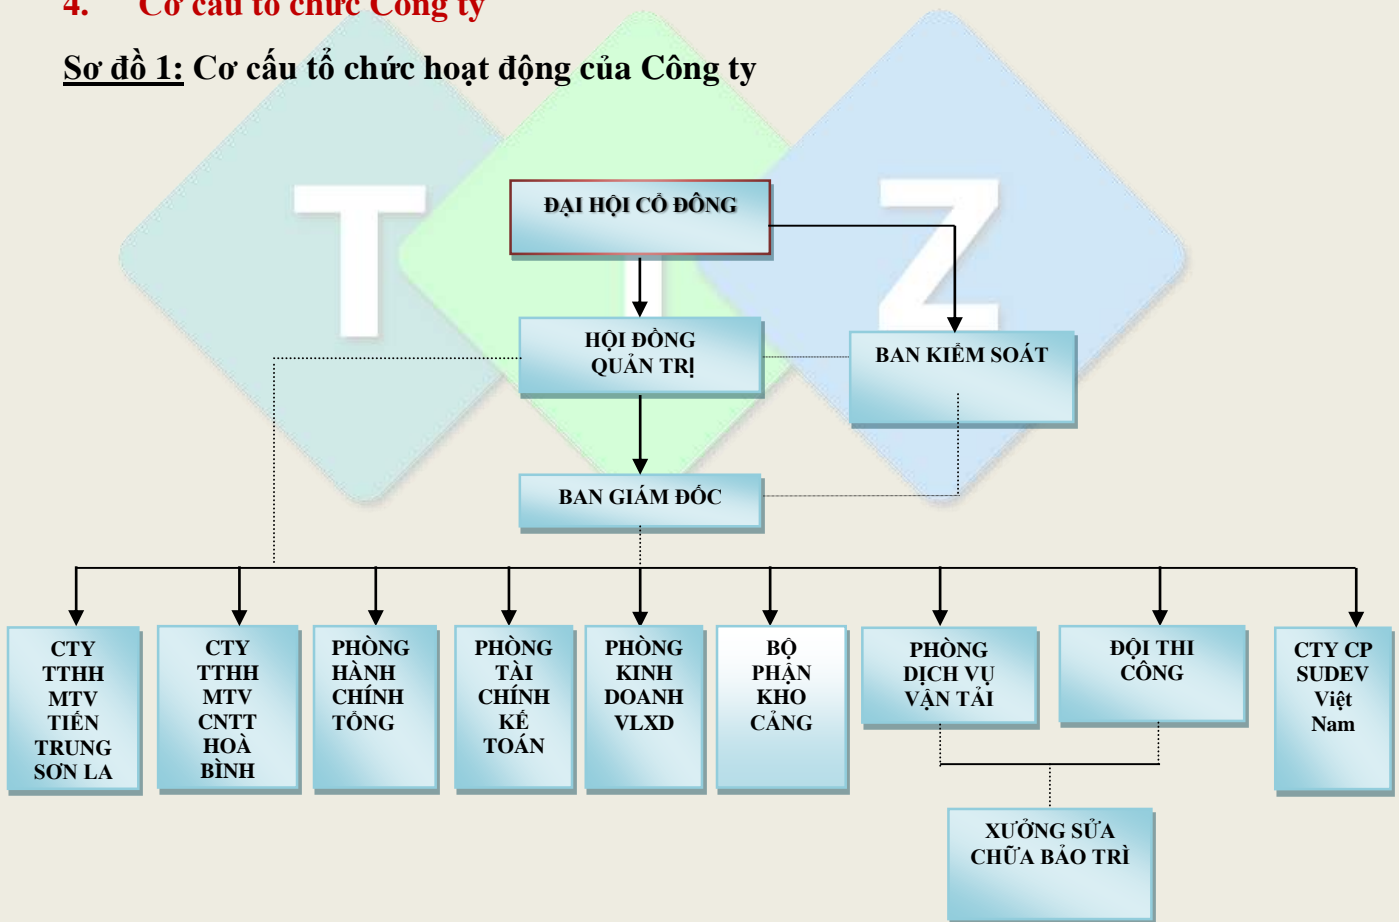 4. Cơ cấu tổ chức Công ty
Sơ đồ 1: Cơ cấu tổ chức hoạt động của Công ty
T
T
Z
ĐẠI HỘI CỔ ĐÔNG
HỘI ĐỒNG
QUẢN TRỊ
BAN KIỂM SOÁT
BAN GIÁM ĐỐC
CTY
TTHH
MTV
TIẾN
TRUNG
SƠN LA
CTY
TTHH
MTV
CNTT
HOÀ
BÌNH
PHÒNG
HÀNH
CHÍNH
TỔNG
PHÒNG
TÀI
CHÍNH
KẾ
TOÁN
PHÒNG
KINH
DOANH
VLXD
BỘ
PHẬN
KHO
CẢNG
PHÒNG
DỊCH VỤ
VẬN TẢI
ĐỘI THI
CÔNG
CTY CP
SUDEV
Việt
Nam
XƯỞNG SỬA
CHỮA BẢO TRÌ